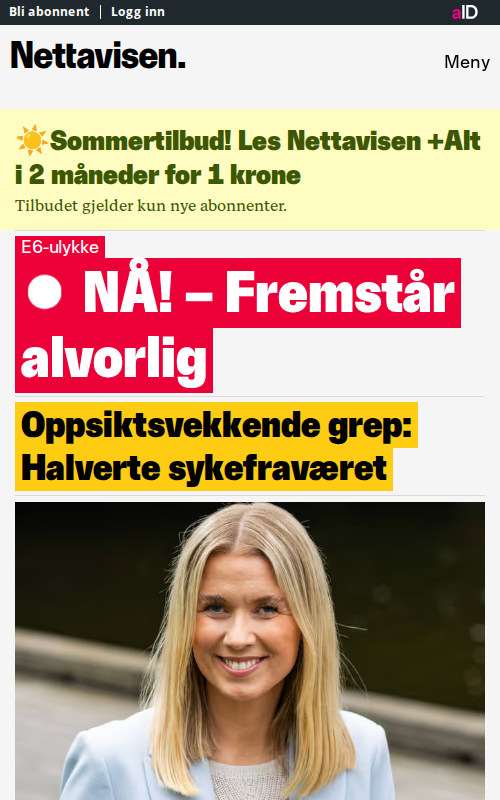 Bli abonnent
Logg inn
aID
Nettavisen.
Meny
Sommertilbud! Les Nettavisen +Alt
i 2 måneder for 1 krone
Tilbudet gjelder kun nye abonnenter.
E6-ulykke
NÅ! – Fremstår
alvorlig
Oppsiktsvekkende grep:
Halverte sykefraværet